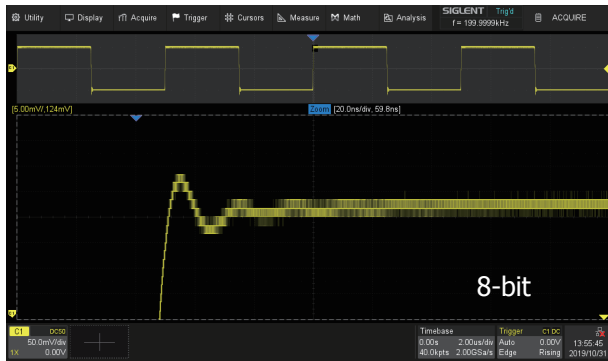 Utility Display Acquire Trigger Cursors Measure Math Analysis SIGLENT Trig'd ACQUIRE
f = 199.9999kHz
C1
[5.00mV/,124mV] Zoom [20.0ns/div, 59.8ns]
8-bit
C1
C1 DC50
50.0mV/div
1X 0.00V
Timebase
0.00s 2.00us/div
40.0kpts 2.00GSa/s
Trigger C1 DC
Auto 0.00V
Edge Rising
13:55:45
2019/10/31